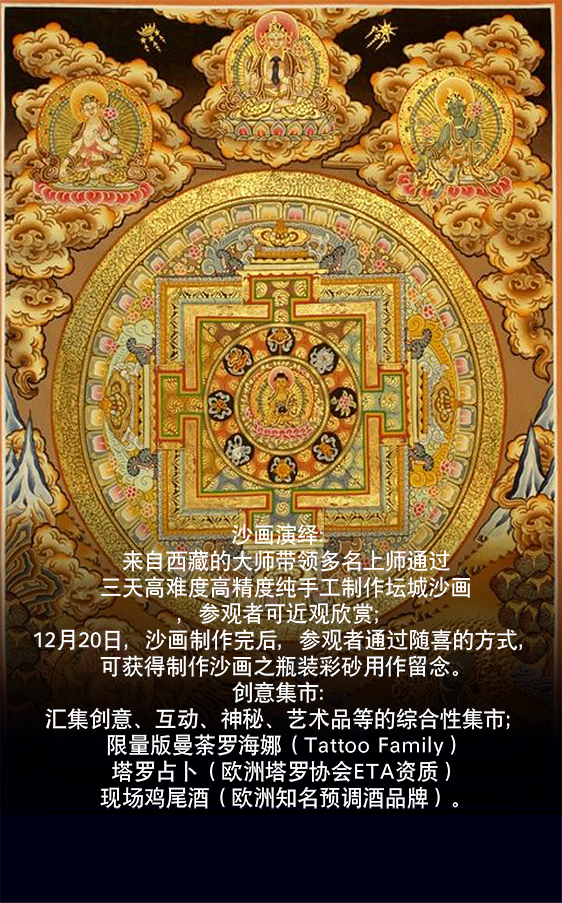 沙画演绎:
来自西藏的大师带领多名上师通过
三天高难度高精度纯手工制作坛城沙画
，参观者可近观欣赏;
12月20日，沙画制作完后，参观者通过随喜的方式，
可获得制作沙画之瓶装彩砂用作留念。
创意集市:
汇集创意、互动、神秘、艺术品等的综合性集市;
限量版曼荼罗海娜（Tattoo Family）
塔罗占卜（欧洲塔罗协会ETA资质）
现场鸡尾酒（欧洲知名预调酒品牌）。